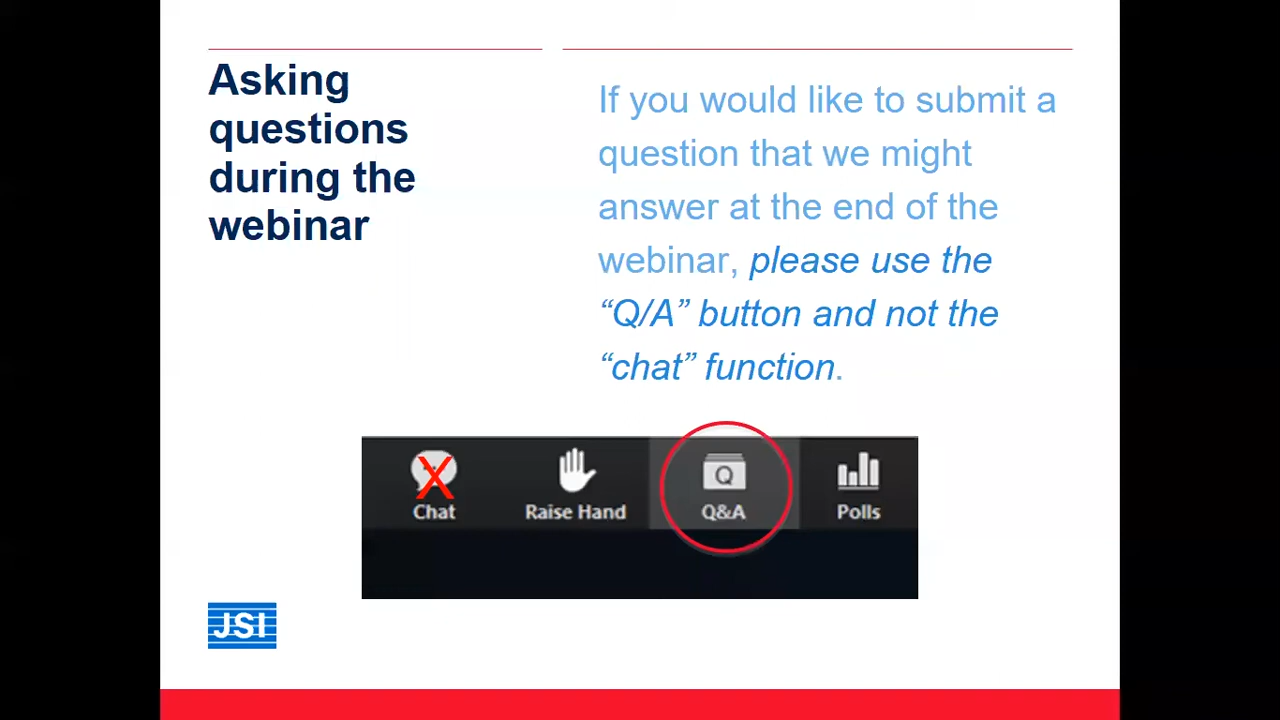 Asking
questions
during the
webinar
If you would like to submit a
question that we might
answer at the end of the
webinar, please use the
“Q/A” button and not the
“chat” function.
X
Q
Chat
Raise Hand
Q&A
Polls
JSI